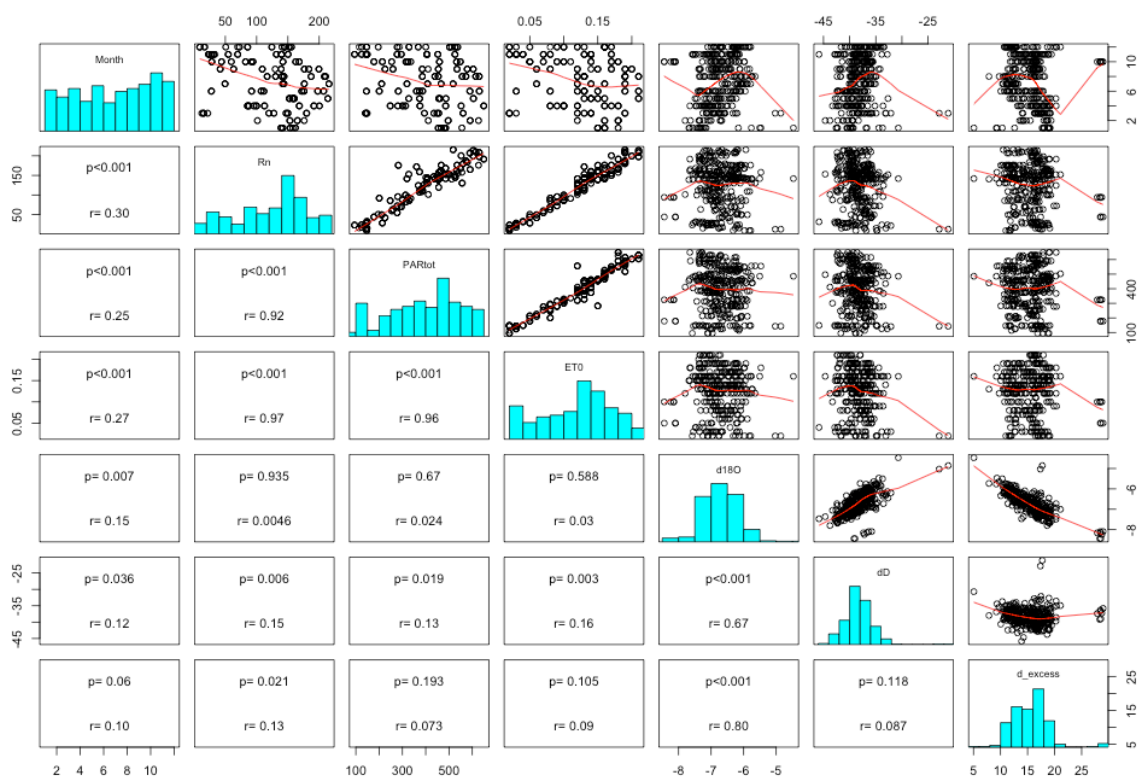 50 100 150 200
0.05 0.15
-45 -35 -25
Month
2 6 10
p<0.001
r= 0.30
Rn
50 150
p<0.001
r= 0.25
p<0.001
r= 0.92
PARtot
100 400
p<0.001
r= 0.27
p<0.001
r= 0.97
p<0.001
r= 0.96
ET0
0.05 0.15
p= 0.007
r= 0.15
p= 0.935
r= 0.0046
p= 0.67
r= 0.024
p= 0.588
r= 0.03
d18O
-8 -6
p= 0.036
r= 0.12
p= 0.006
r= 0.15
p= 0.019
r= 0.13
p= 0.003
r= 0.16
p<0.001
r= 0.67
dD
-45 -35 -25
p= 0.06
r= 0.10
p= 0.021
r= 0.13
p= 0.193
r= 0.073
p= 0.105
r= 0.09
p<0.001
r= 0.80
p= 0.118
r= 0.087
d_excess
5 15 25
2 4 6 8 10
100 300 500
-8 -7 -6 -5
5 10 15 20 25